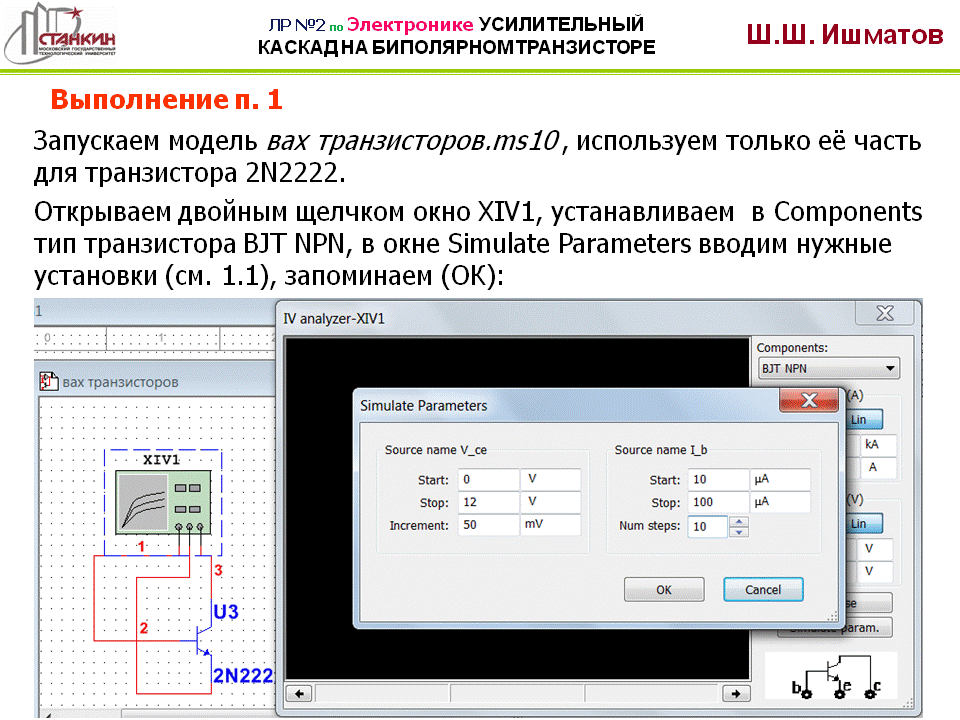 СТАНКИН
МОСКОВСКИЙ ГОСУДАРСТВЕННЫЙ
ТЕХНОЛОГИЧЕСКИЙ УНИВЕРСИТЕТ
ЛР №2 по Электронике УСИЛИТЕЛЬНЫЙ
КАСКАД НА БИПОЛЯРНОМТРАНЗИСТОРЕ
Ш.Ш. Ишматов
Выполнение п. 1
Запускаем модель вах транзисторов.ms10, используем только её часть
для транзистора 2N2222.
Открываем двойным щелчком окно XIV1, устанавливаем в Components
тип транзистора BJT NPN, в окне Simulate Parameters вводим нужные
установки (см. 1.1), запоминаем (ОК):
1
0 1 2
вах транзисторов
XIV1
1
3
2
U3
2N222
IV analyzer-XIV1
Components:
BJT NPN
(A)
Lin
kA
A
(V)
Lin
V
V
se
Simulate param.
b e c
Simulate Parameters
Source name V_ce
Start: 0 V
Stop: 12 V
Increment: 50 mV
Source name I_b
Start: 10 µA
Stop: 100 µA
Num steps: 10
OK Cancel